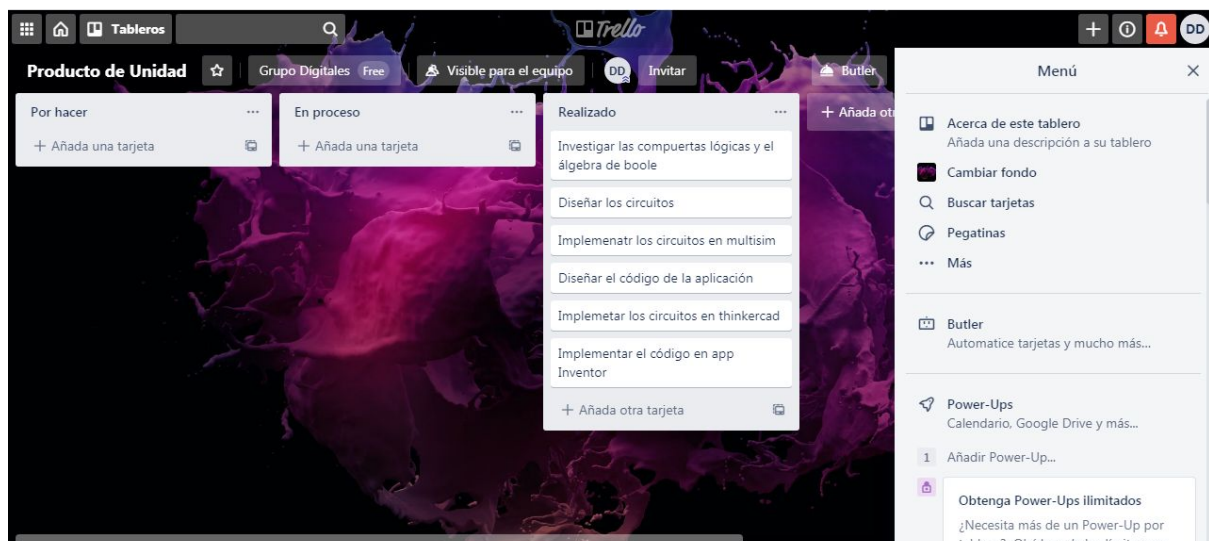 Tableros
Trello
DD
Producto de Unidad
Grupo Dígitales Free
Visible para el equipo
DD
Invitar
Butler
+ Añada otr
Por hacer
+ Añada una tarjeta
En proceso
+ Añada una tarjeta
Realizado
Investigar las compuertas lógicas y el
álgebra de boole
Diseñar los circuitos
Implemenatr los circuitos en multisim
Diseñar el código de la aplicación
Implemetar los circuitos en thinkercad
Implementar el código en app
Inventor
+ Añada otra tarjeta
Menú
Acerca de este tablero
Añada una descripción a su tablero
Cambiar fondo
Buscar tarjetas
Pegatinas
Más
Butler
Automatice tarjetas y mucho más...
Power-Ups
Calendario, Google Drive y más...
1 Añadir Power-Up...
Obtenga Power-Ups ilimitados
¿Necesita más de un Power-Up por